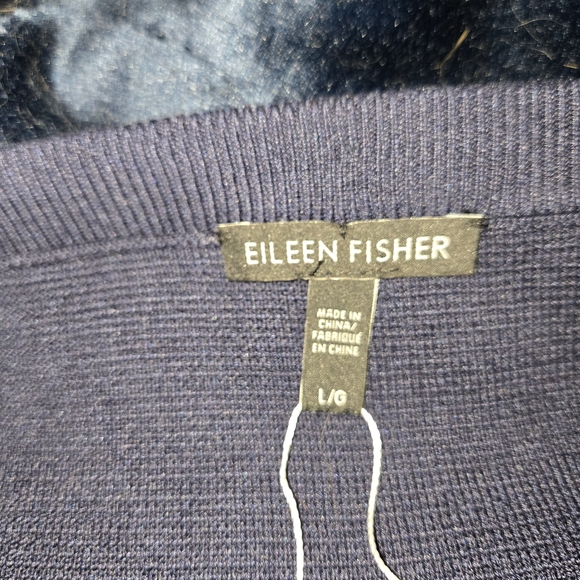 EILEEN FISHER
MADE IN
CHINA/
FABRIQUÉ
EN CHINE
L/G